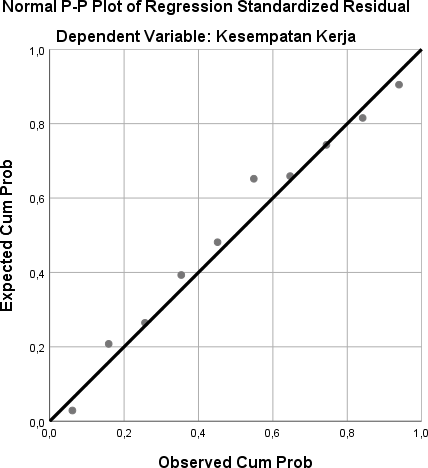 Normal P-P Plot of Regression Standardized Residual
Dependent Variable: Kesempatan Kerja
Expected Cum Prob
1,0
0,8
0,6
0,4
0,2
0,0
0,0 0,2 0,4 0,6 0,8 1,0
Observed Cum Prob